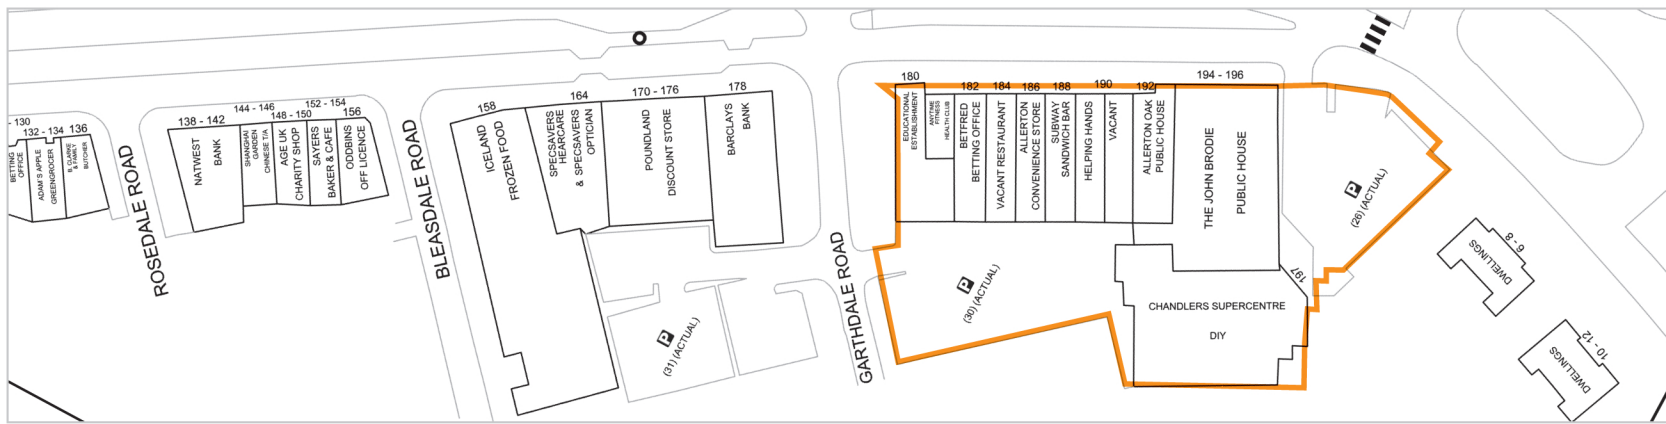 - 130
132 - 134
136
BETTING
OFFICE
ADAM'S APPLE
GREENGROCER
B. CLARKE
& FAMILY
BUTCHER
ROSEDALE ROAD
138 - 142
NATWEST
BANK
144 - 146
SHANGHAI
GARDEN
CHINESE T/A
148 - 150
AGE UK
CHARITY SHOP
152 - 154
SAYERS
BAKER & CAFE
156
ODDBINS
OFF LICENCE
BLEASDALE ROAD
158
ICELAND
FROZEN FOOD
164
SPECSAVERS
HEARCARE
& SPECSAVERS
OPTICIAN
170 - 176
POUNDLAND
DISCOUNT STORE
178
BARCLAYS
BANK
P
(31) (ACTUAL)
GARTHDALE ROAD
180
EDUCATIONAL
ESTABLISHMENT
ANYTIME
FITNESS
HEALTH CLUB
182
BETFRED
BETTING OFFICE
184
VACANT RESTAURANT
186
ALLERTON
CONVENIENCE STORE
188
SUBWAY
SANDWICH BAR
HELPING HANDS
190
VACANT
192
ALLERTON OAK
PUBLIC HOUSE
194 - 196
THE JOHN BRODIE
PUBLIC HOUSE
P
(30) (ACTUAL)
197
CHANDLERS SUPERCENTRE
DIY
P
(26) (ACTUAL)
6 - 8
DWELLINGS
10 - 12
DWELLINGS